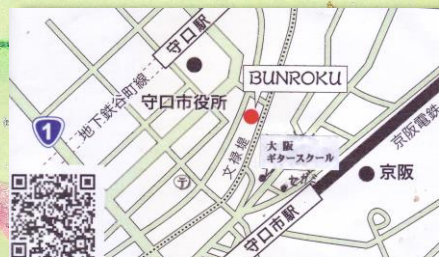 守口駅
BUNROKU
守口市役所
地下鉄谷町線
1
文禄堤
大阪
ギタースクール
京阪電鉄
京阪
セガ
守口市駅